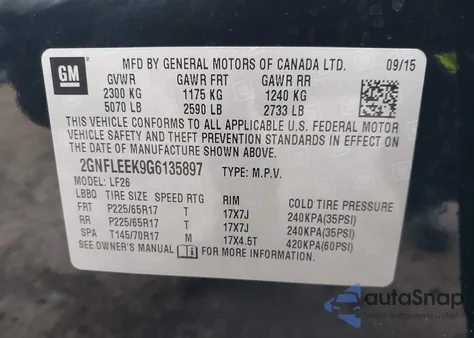 GM
MFD BY GENERAL MOTORS OF CANADA LTD. 09/15
GVWR GAWR FRT GAWR RR
2300 KG 1175 KG 1240 KG
5070 LB 2590 LB 2733 LB
THIS VEHICLE CONFORMS TO ALL APPLICABLE U.S. FEDERAL MOTOR
VEHICLE SAFETY AND THEFT PREVENTION STANDARDS IN EFFECT ON
THE DATE OF MANUFACTURE SHOWN ABOVE.
2GNFLEEK9G6135897 TYPE: M.P.V.
MODEL: LF26
LBBQ TIRE SIZE SPEED RTG RIM COLD TIRE PRESSURE
FRT P225/65R17 T 17X7J 240KPA(35PSI)
RR P225/65R17 T 17X7J 240KPA(35PSI)
SPA T145/70R17 M 17X4.5T 420KPA(60PSI)
SEE OWNER'S MANUAL FOR MORE INFORMATION.
autoSnap